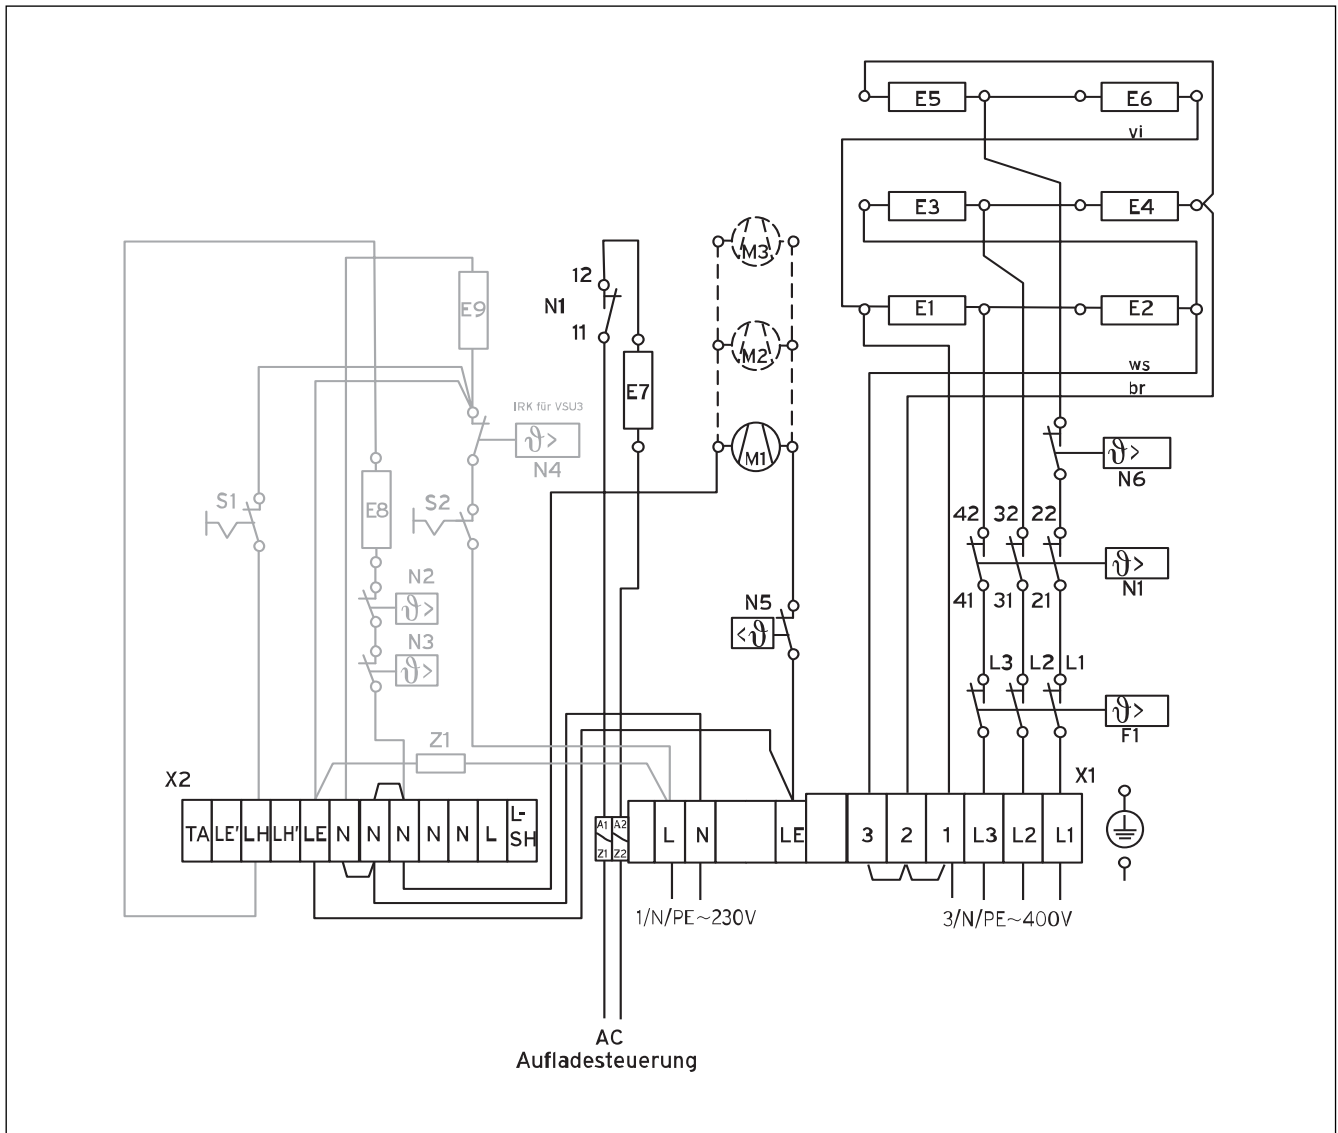 E5 E6
vi
E3 E4
M3
12
N1
E9
11
E1 E2
M2
ws
E7
br
IRK für VSU3
ϑ>
N4
M1
ϑ>
N6
S1
E8
S2
42 32 22
ϑ>
N1
41 31 21
N2
ϑ>
N5
<ϑ
N3
ϑ>
L3 L2 L1
ϑ>
F1
Z1
X2
X1
TA LE' LH LH' LE N N N N N L L-SH
A1 A2
Z1 Z2
L N LE 3 2 1 L3 L2 L1
1/N/PE~230V
3/N/PE~400V
AC
Aufladesteuerung